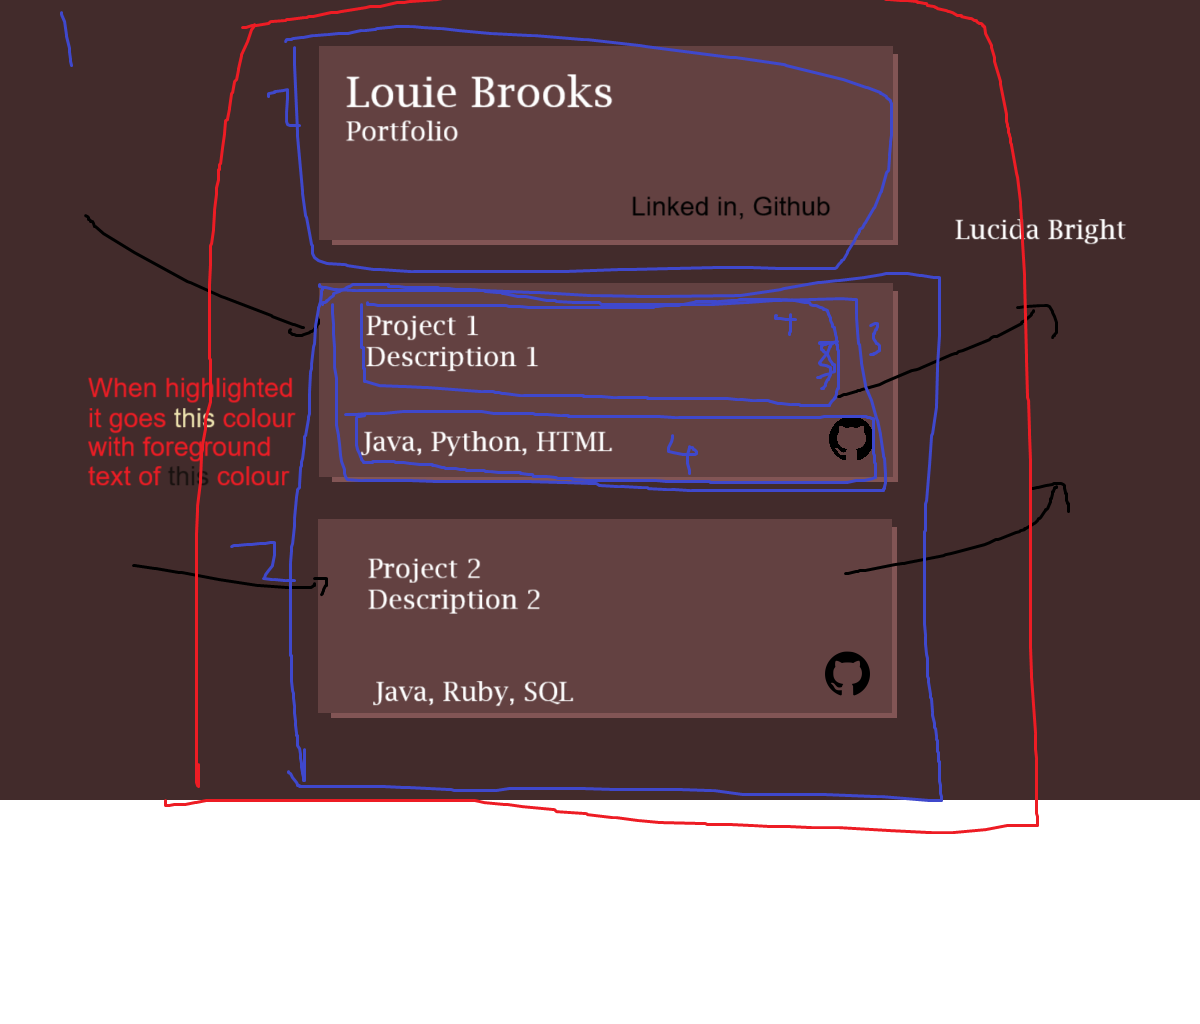 1
2
Louie Brooks
Portfolio
Linked in, Github
Lucida Bright
Project 1
Description 1
4
3
When highlighted
it goes this colour
with foreground
text of this colour
Java, Python, HTML
4
2
Project 2
Description 2
Java, Ruby, SQL